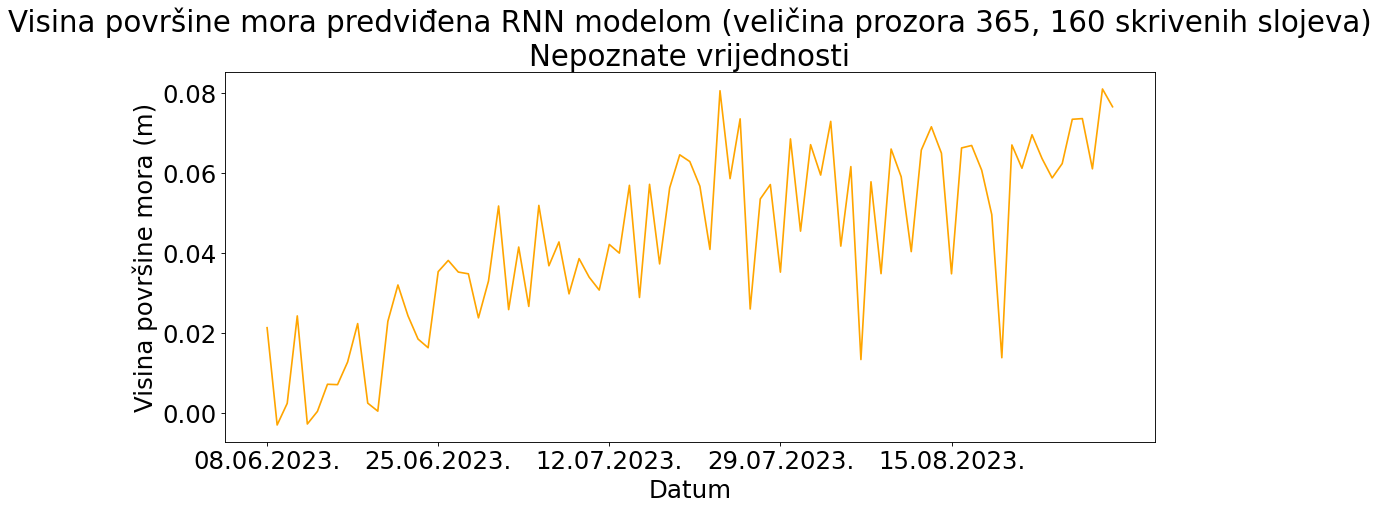 Visina površine mora predviđena RNN modelom (veličina prozora 365, 160 skrivenih slojeva)
Nepoznate vrijednosti
Visina površine mora (m)
0.08
0.06
0.04
0.02
0.00
08.06.2023. 25.06.2023. 12.07.2023. 29.07.2023. 15.08.2023.
Datum